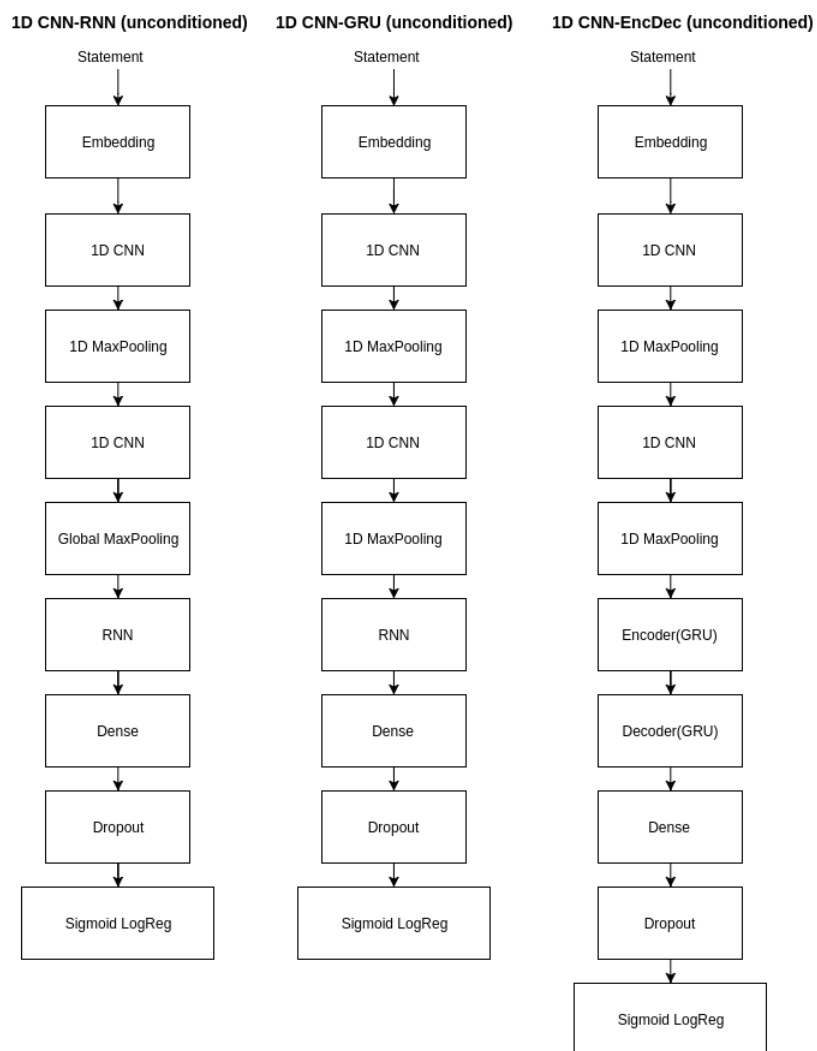 1D CNN-RNN (unconditioned)
Statement
Embedding
1D CNN
1D MaxPooling
1D CNN
Global MaxPooling
RNN
Dense
Dropout
Sigmoid LogReg
1D CNN-GRU (unconditioned)
Statement
Embedding
1D CNN
1D MaxPooling
1D CNN
1D MaxPooling
RNN
Dense
Dropout
Sigmoid LogReg
1D CNN-EncDec (unconditioned)
Statement
Embedding
1D CNN
1D MaxPooling
1D CNN
1D MaxPooling
Encoder(GRU)
Decoder(GRU)
Dense
Dropout
Sigmoid LogReg